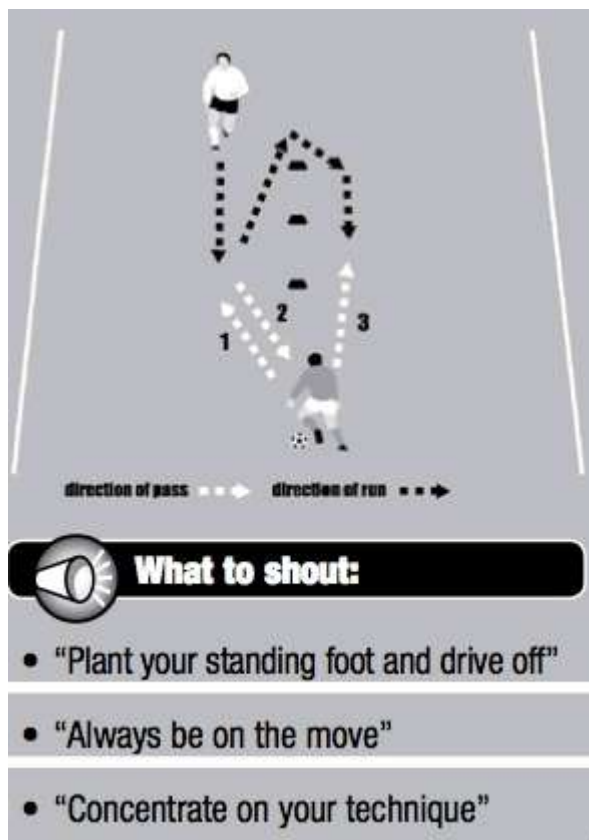 2
1
3
direction of pass direction of run
What to shout:
• “Plant your standing foot and drive off”
• “Always be on the move”
• “Concentrate on your technique”